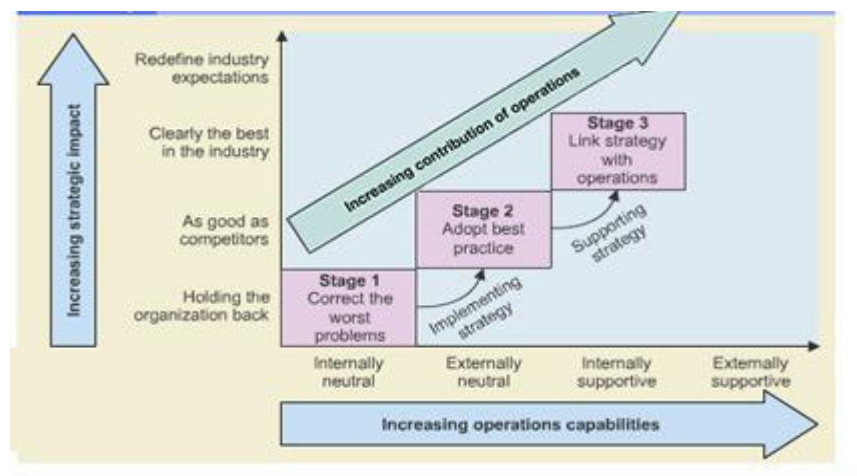 Redefine industry
expectations
Clearly the best
in the industry
As good as
competitors
Holding the
organization back
Increasing strategic impact
Increasing contribution of operations
Stage 3
Link strategy
with
operations
Stage 2
Adopt best
practice
Stage 1
Correct the
worst
problems
Supporting
strategy
Implementing
strategy
Internally
neutral
Externally
neutral
Internally
supportive
Externally
supportive
Increasing operations capabilities